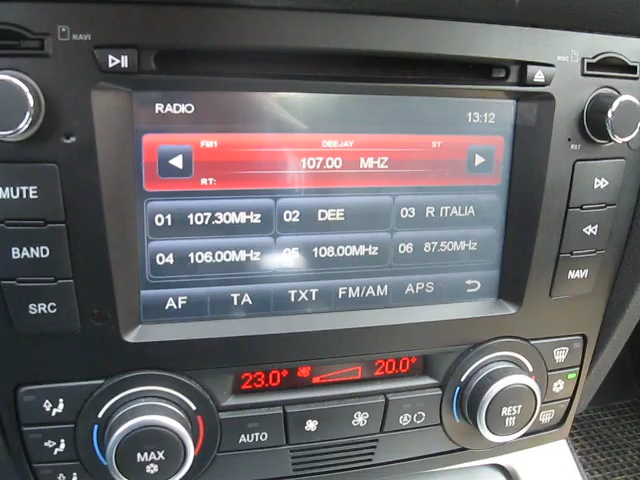 NAVI
RADIO
13:12
FM1 DEEJAY ST
107.00 MHZ
RT:
01 107.30MHz 02 DEE 03 R ITALIA
04 106.00MHz 05 108.00MHz 06 87.50MHz
AF TA TXT FM/AM APS
MUTE
BAND
SRC
RST
NAVI
23.0° 20.0°
AUTO
MAX
REST